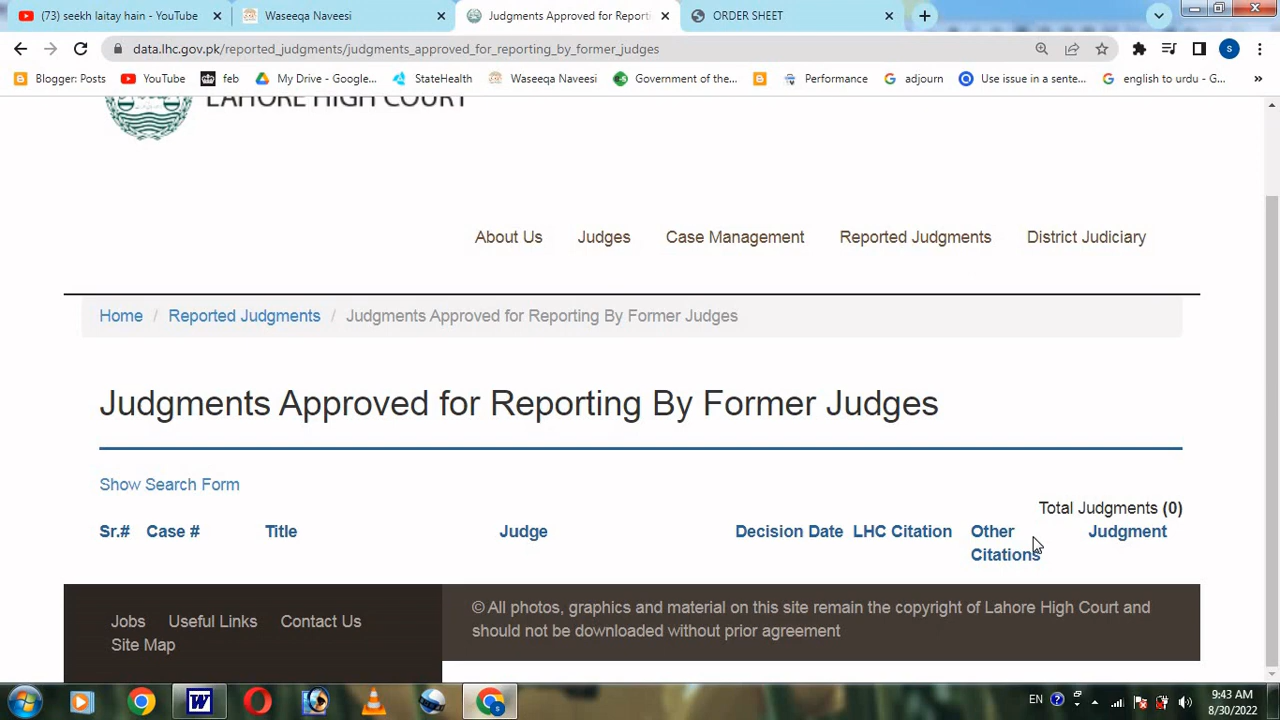 (73) seekh laitay hain - YouTube
Waseeqa Naveesi
Judgments Approved for Reporti
ORDER SHEET
data.lhc.gov.pk/reported_judgments/judgments_approved_for_reporting_by_former_judges
S
Blogger: Posts
YouTube
feb
My Drive - Google...
StateHealth
Waseeqa Naveesi
Government of the...
Performance
adjourn
Use issue in a sente...
english to urdu - G...
»
LAHORE HIGH COURT
About Us
Judges
Case Management
Reported Judgments
District Judiciary
Home / Reported Judgments / Judgments Approved for Reporting By Former Judges
Judgments Approved for Reporting By Former Judges
Show Search Form
Total Judgments (0)
Sr.# Case # Title Judge Decision Date LHC Citation Other Judgment
Citations
Jobs Useful Links Contact Us
Site Map
© All photos, graphics and material on this site remain the copyright of Lahore High Court and
should not be downloaded without prior agreement
EN
9:43 AM
8/30/2022